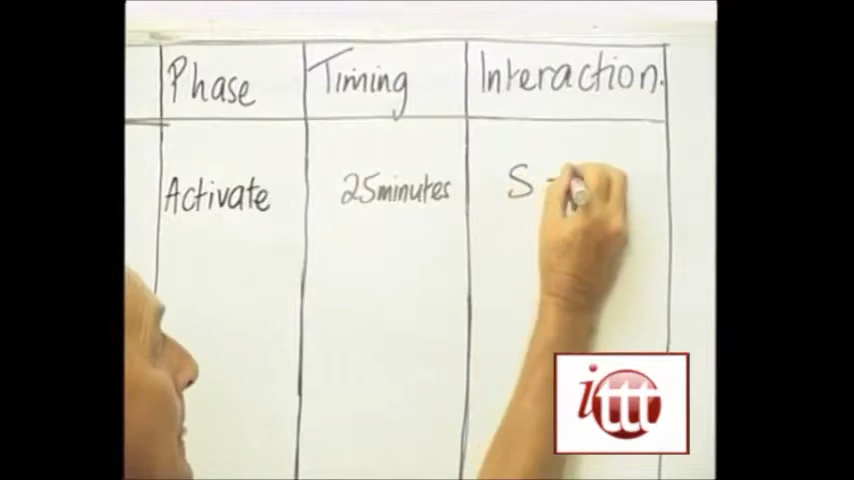 Phase Timing Interaction.
Activate 25minutes S -
ittt